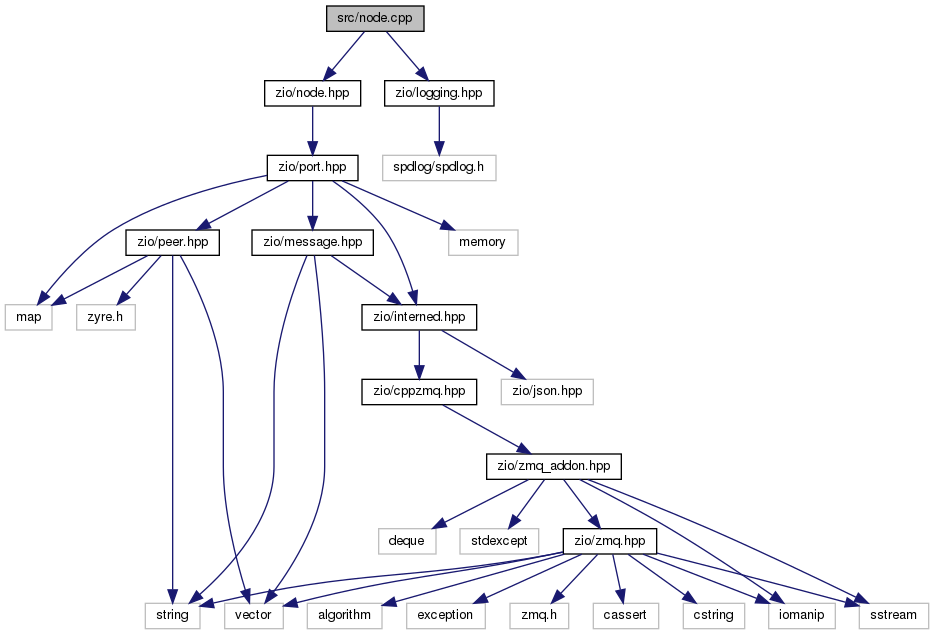 src/node.cpp
zio/node.hpp
zio/logging.hpp
zio/port.hpp
spdlog/spdlog.h
zio/peer.hpp
zio/message.hpp
memory
map
zyre.h
zio/interned.hpp
zio/cppzmq.hpp
zio/json.hpp
zio/zmq_addon.hpp
deque
stdexcept
zio/zmq.hpp
string
vector
algorithm
exception
zmq.h
cassert
cstring
iomanip
sstream